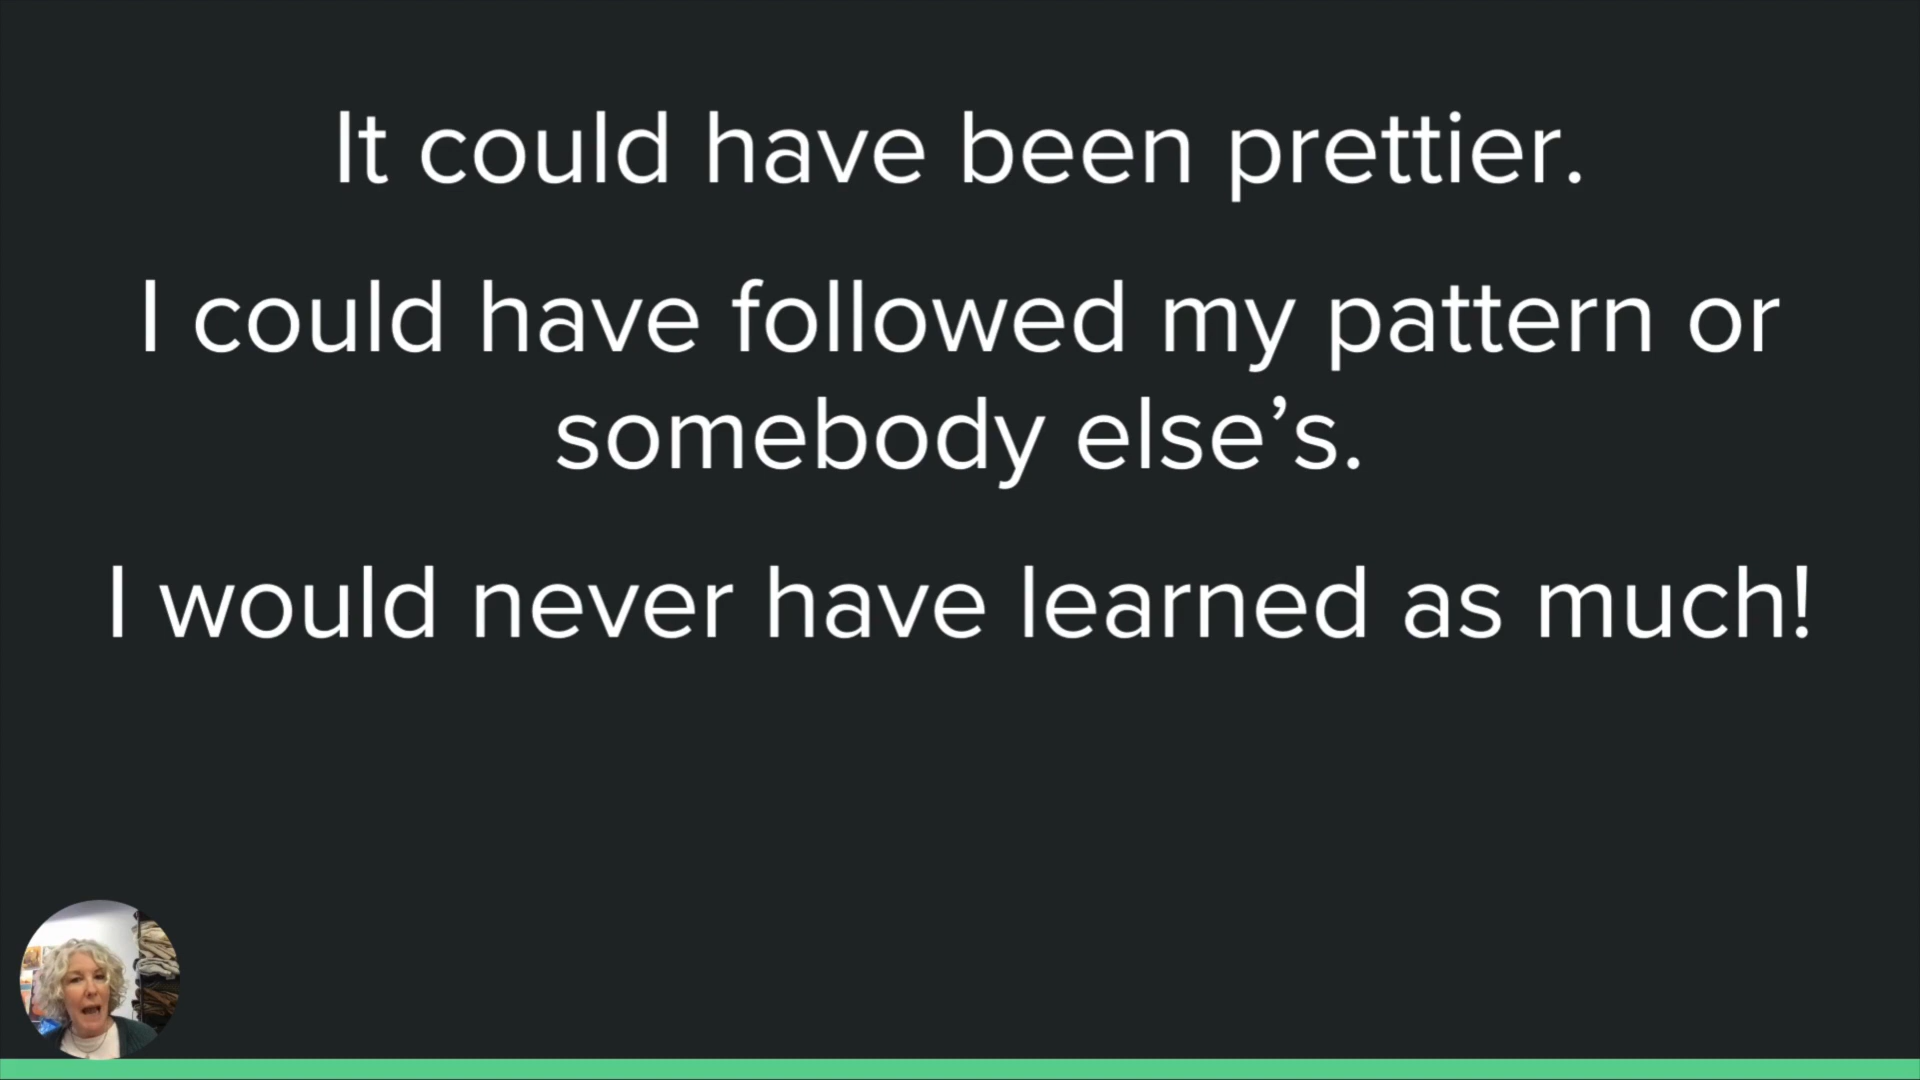 It could have been prettier.
I could have followed my pattern or
somebody else’s.
I would never have learned as much!